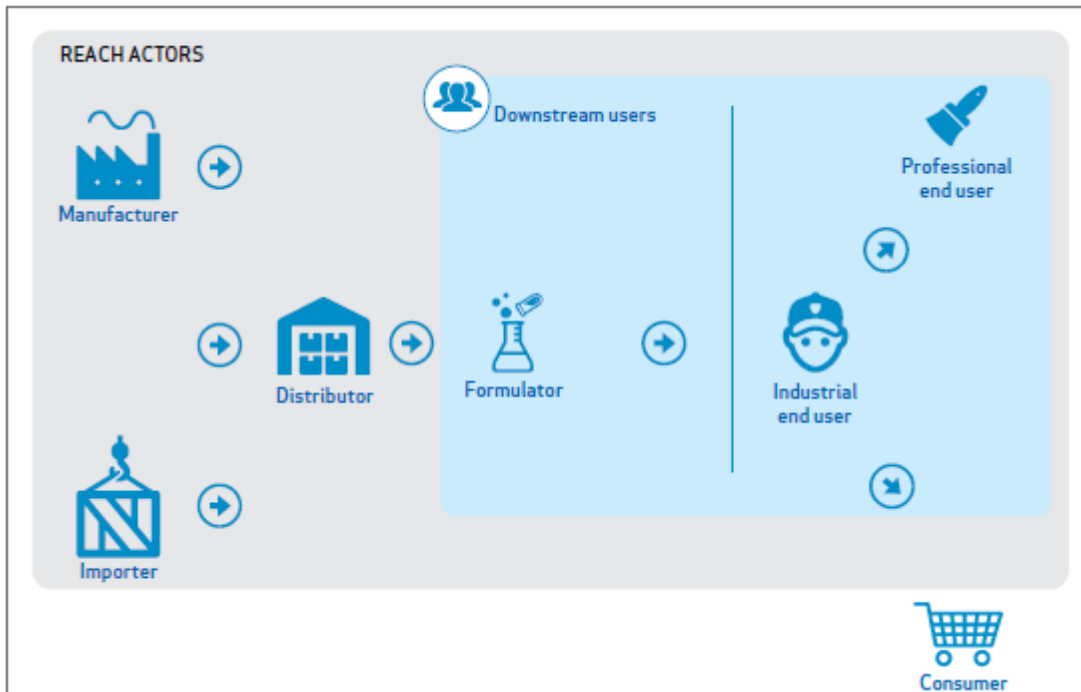 REACH ACTORS
Downstream users
Manufacturer
Professional
end user
Distributor
Formulator
Industrial
end user
Importer
Consumer